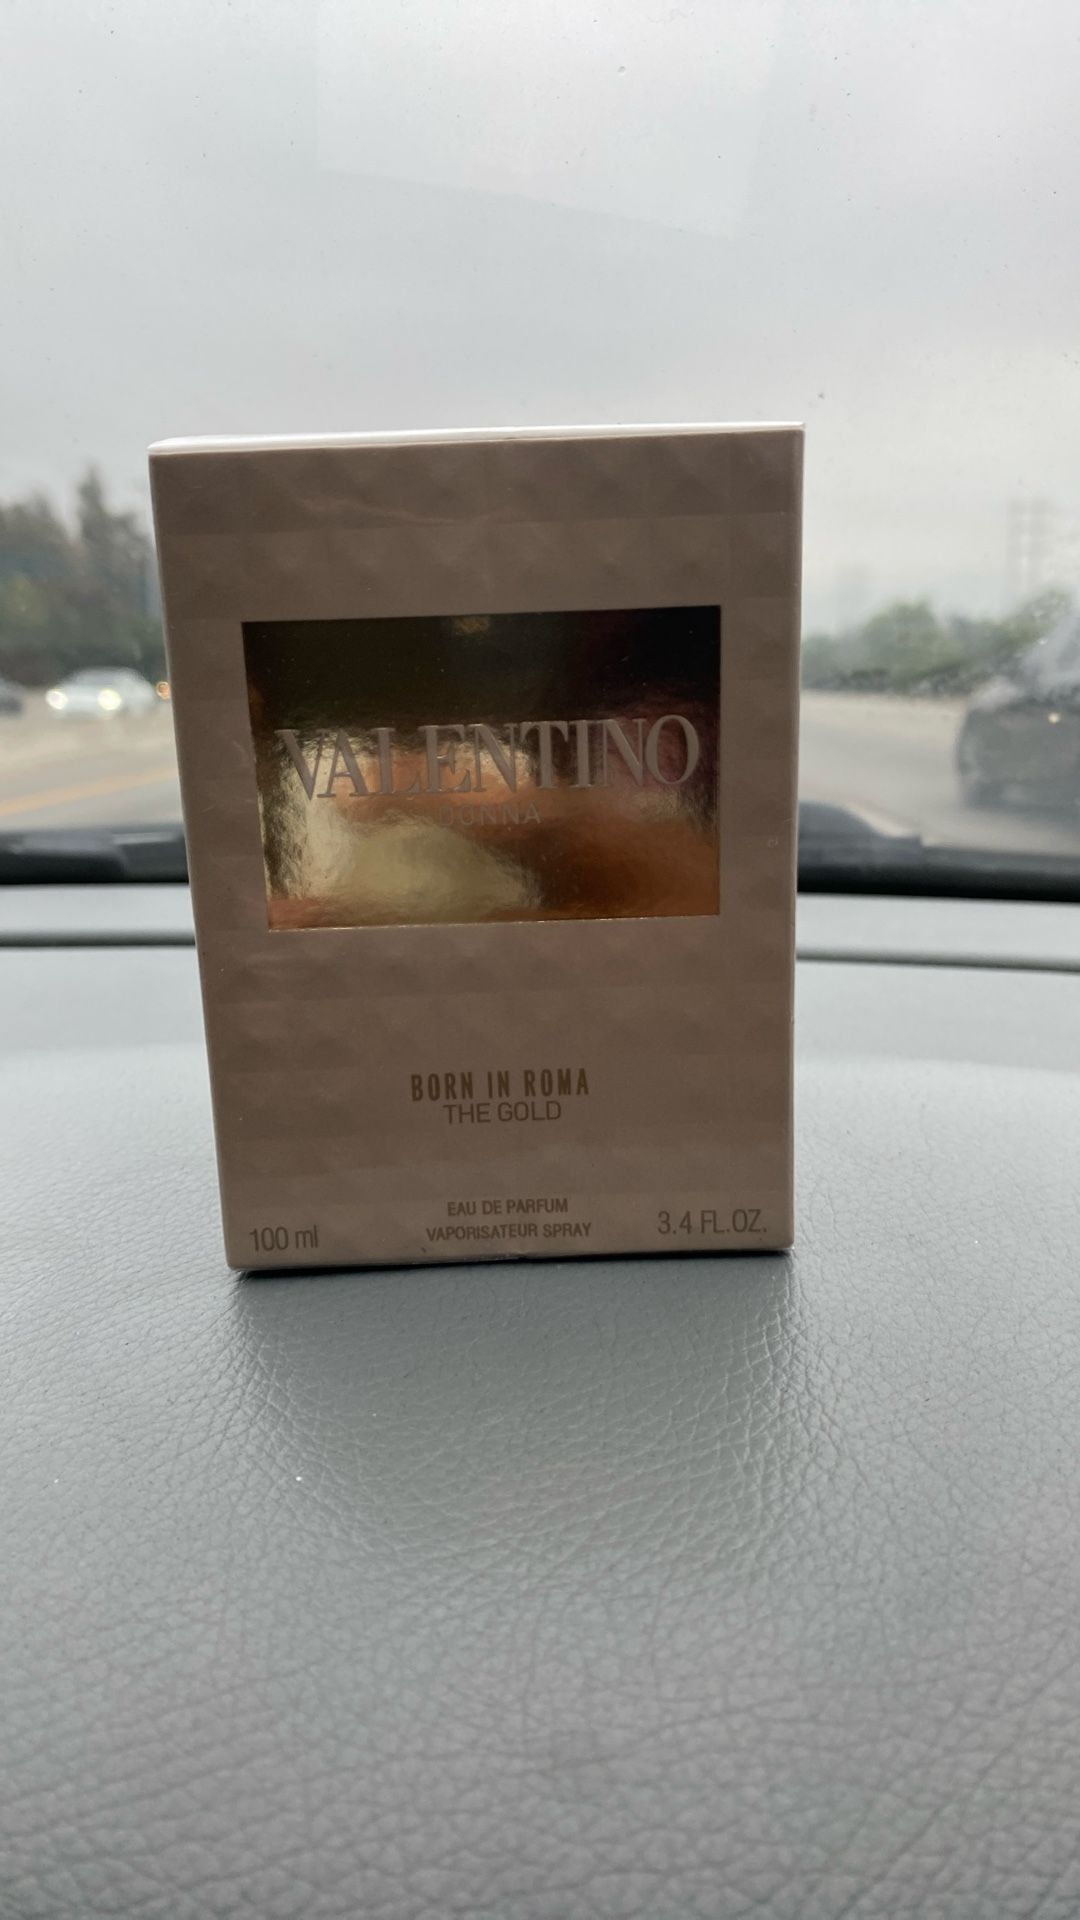 VALENTINO
DONNA
BORN IN ROMA
THE GOLD
EAU DE PARFUM
VAPORISATEUR SPRAY
100 ml
3.4 FL.OZ.